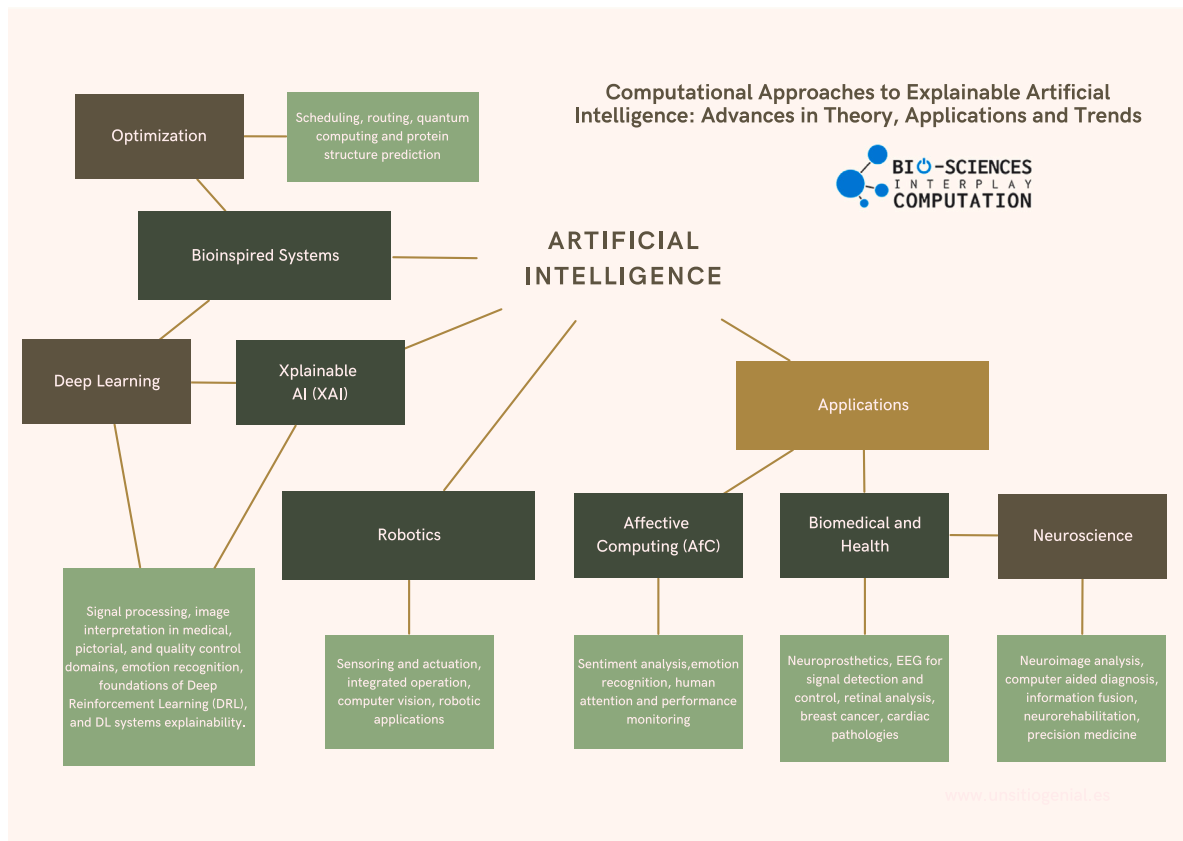 Computational Approaches to Explainable Artificial
Intelligence: Advances in Theory, Applications and Trends
BIO-SCIENCES
INTERPLAY
COMPUTATION
Optimization
Scheduling, routing, quantum
computing and protein
structure prediction
Bioinspired Systems
ARTIFICIAL
INTELLIGENCE
Deep Learning
Xplainable
AI (XAI)
Applications
Robotics
Affective
Computing (AfC)
Biomedical and
Health
Neuroscience
Signal processing, image
interpretation in medical,
pictorial, and quality control
domains, emotion recognition,
foundations of Deep
Reinforcement Learning (DRL),
and DL systems explainability.
Sensoring and actuation,
integrated operation,
computer vision, robotic
applications
Sentiment analysis,emotion
recognition, human
attention and performance
monitoring
Neuroprosthetics, EEG for
signal detection and
control, retinal analysis,
breast cancer, cardiac
pathologies
Neuroimage analysis,
computer aided diagnosis,
information fusion,
neurorehabilitation,
precision medicine
www.unsitiogenial.es